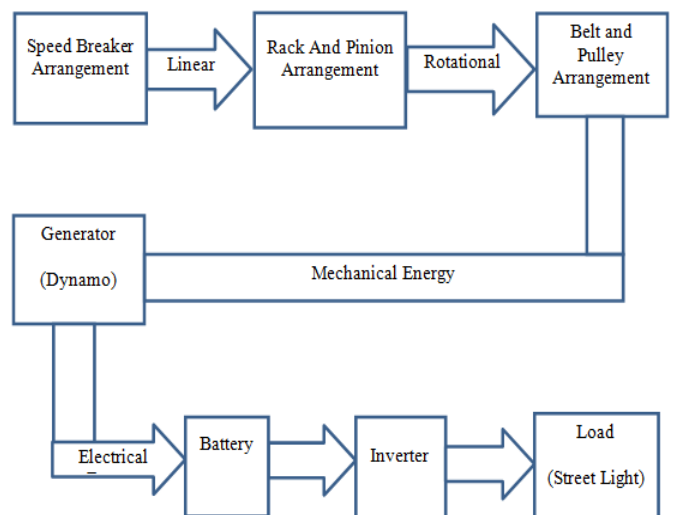 Speed Breaker
Arrangement
Linear
Rack And Pinion
Arrangement
Rotational
Belt and
Pulley
Arrangement
Generator
(Dynamo)
Mechanical Energy
Electrical
Battery
Inverter
Load
(Street Light)